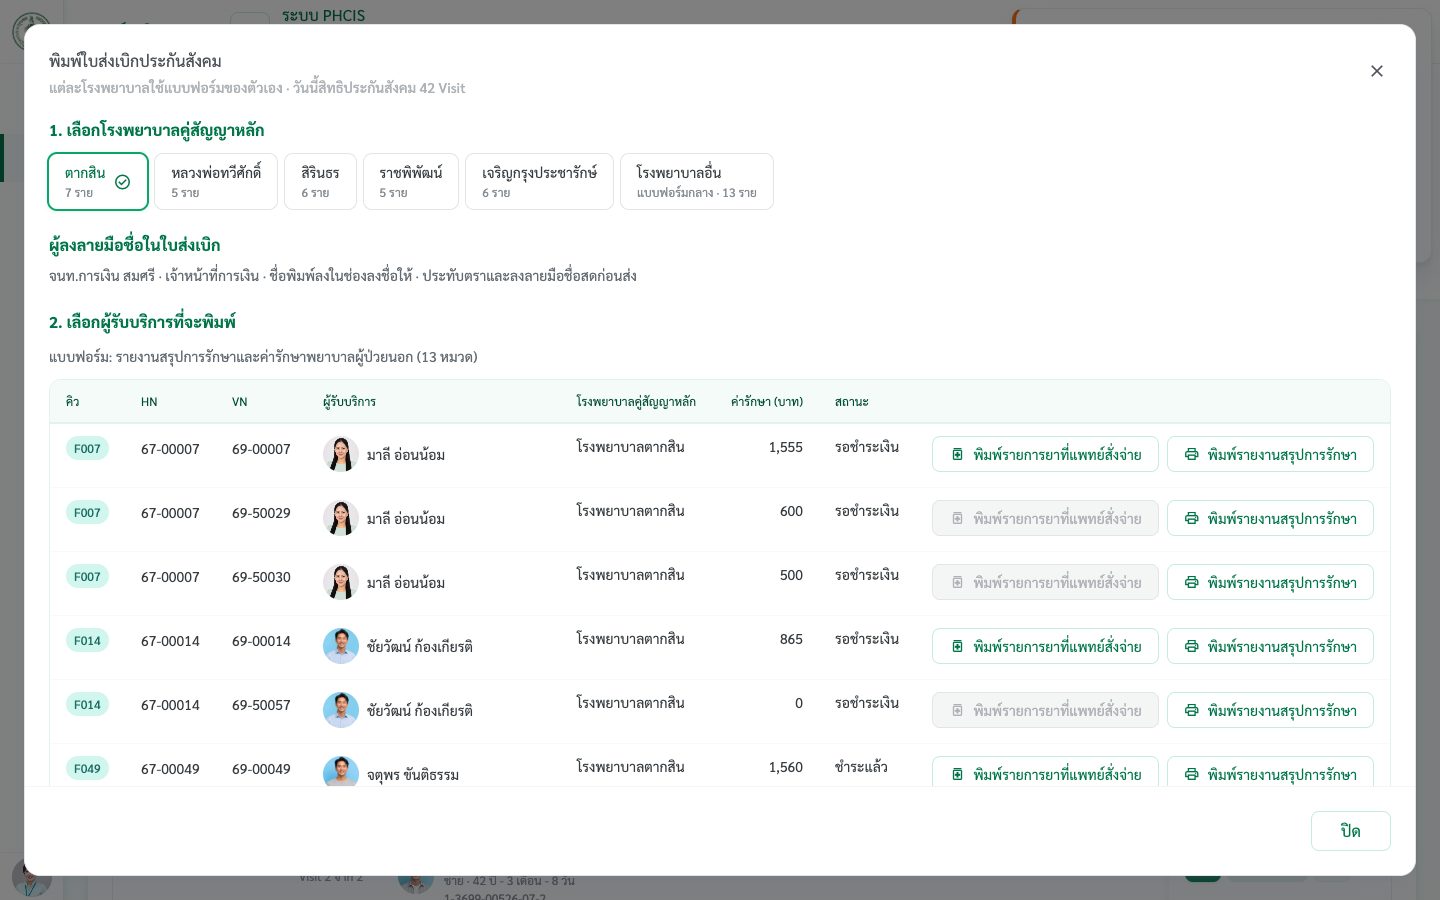 ระบบ PHCIS
พิมพ์ใบส่งเบิกประกันสังคม
แต่ละโรงพยาบาลใช้แบบฟอร์มของตัวเอง · วันนี้สิทธิประกันสังคม 42 Visit
1. เลือกโรงพยาบาลคู่สัญญาหลัก
ตากสิน
7 ราย
หลวงพ่อทวีศักดิ์
5 ราย
สิรินธร
6 ราย
ราชพิพัฒน์
5 ราย
เจริญกรุงประชารักษ์
6 ราย
โรงพยาบาลอื่น
แบบฟอร์มกลาง · 13 ราย
ผู้ลงลายมือชื่อในใบส่งเบิก
จนท.การเงิน สมศรี · เจ้าหน้าที่การเงิน · ชื่อพิมพ์ลงในช่องลงชื่อให้ · ประทับตราและลงลายมือชื่อสดก่อนส่ง
2. เลือกผู้รับบริการที่จะพิมพ์
แบบฟอร์ม: รายงานสรุปการรักษาและค่ารักษาพยาบาลผู้ป่วยนอก (13 หมวด)
คิว HN VN ผู้รับบริการ โรงพยาบาลคู่สัญญาหลัก ค่ารักษา (บาท) สถานะ
F007 67-00007 69-00007 มาลี อ่อนน้อม โรงพยาบาลตากสิน 1,555 รอชำระเงิน พิมพ์รายการยาที่แพทย์สั่งจ่าย พิมพ์รายงานสรุปการรักษา
F007 67-00007 69-50029 มาลี อ่อนน้อม โรงพยาบาลตากสิน 600 รอชำระเงิน พิมพ์รายการยาที่แพทย์สั่งจ่าย พิมพ์รายงานสรุปการรักษา
F007 67-00007 69-50030 มาลี อ่อนน้อม โรงพยาบาลตากสิน 500 รอชำระเงิน พิมพ์รายการยาที่แพทย์สั่งจ่าย พิมพ์รายงานสรุปการรักษา
F014 67-00014 69-00014 ชัยวัฒน์ ก้องเกียรติ โรงพยาบาลตากสิน 865 รอชำระเงิน พิมพ์รายการยาที่แพทย์สั่งจ่าย พิมพ์รายงานสรุปการรักษา
F014 67-00014 69-50057 ชัยวัฒน์ ก้องเกียรติ โรงพยาบาลตากสิน 0 รอชำระเงิน พิมพ์รายการยาที่แพทย์สั่งจ่าย พิมพ์รายงานสรุปการรักษา
F049 67-00049 69-00049 จตุพร ขันติธรรม โรงพยาบาลตากสิน 1,560 ชำระแล้ว พิมพ์รายการยาที่แพทย์สั่งจ่าย พิมพ์รายงานสรุปการรักษา
ปิด
Visit 2 จาก 2
ชาย · 42 ปี - 3 เดือน - 8 วัน
1-3699-00526-07-2